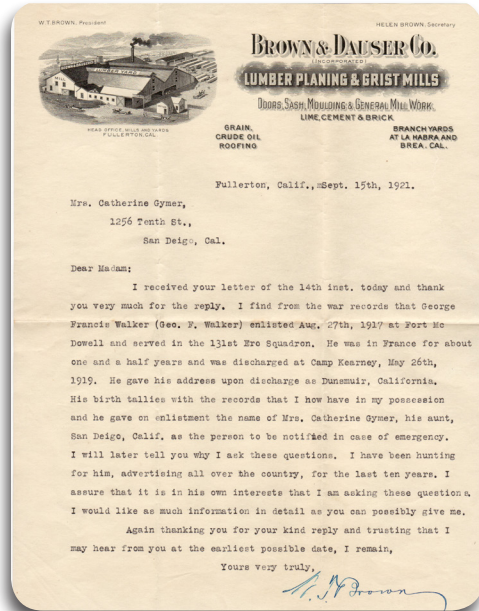 W.T. BROWN, President
HELEN BROWN, Secretary
BROWN & DAUSER CO.
(INCORPORATED)
LUMBER PLANING & GRIST MILLS
DOORS, SASH, MOULDING & GENERAL MILL WORK
LIME, CEMENT & BRICK
LUMBER YARD
HEAD OFFICE, MILLS AND YARDS
FULLERTON, CAL.
GRAIN,
CRUDE OIL
ROOFING
BRANCH YARDS
AT LA HABRA AND
BREA, CAL.
Fullerton, Calif., Sept. 15th, 1921.
Mrs. Catherine Gymer,
1256 Tenth St.,
San Deigo, Cal.
Dear Madam;
I received your letter of the 14th inst. today and thank
you very much for the reply. I find from the war records that George
Francis Walker (Geo. F. Walker) enlisted Aug. 27th, 1917 at Fort Mc
Dowell and served in the 131st Ero Squadron. He was in France for about
one and a half years and was discharged at Camp Kearney, May 26th,
1919. He gave his address upon discharge as Dunsmuir, California.
His birth tallies with the records that I how have in my possession
and he gave on enlistment the name of Mrs. Catherine Gymer, his aunt,
San Deigo, Calif. as the person to be notified in case of emergency.
I will later tell you why I ask these questions. I have been hunting
for him, advertising all over the country, for the last ten years. I
assure that it is in his own interests that I am asking these questions.
I would like as much information in detail as you can possibly give me.
Again thanking you for your kind reply and trusting that I
may hear from you at the earliest possible date, I remain,
Yours very truly,
W. T. Brown